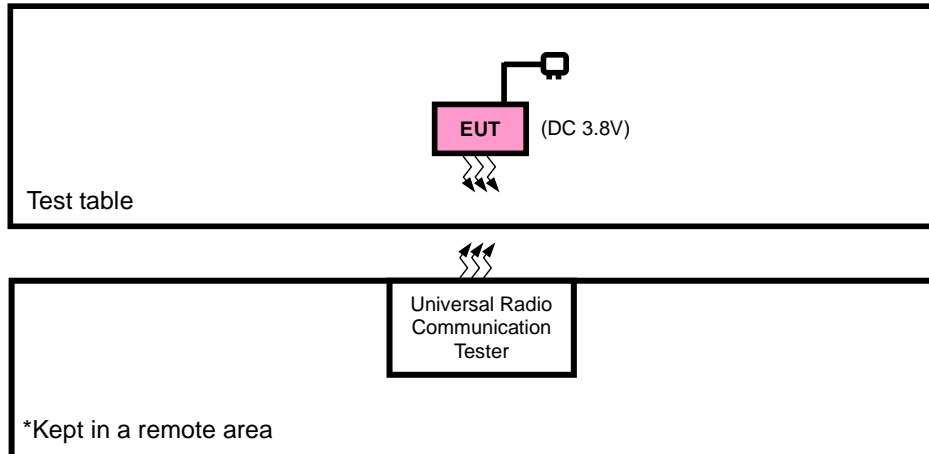 EUT (DC 3.8V)
Test table
Universal Radio
Communication
Tester
*Kept in a remote area